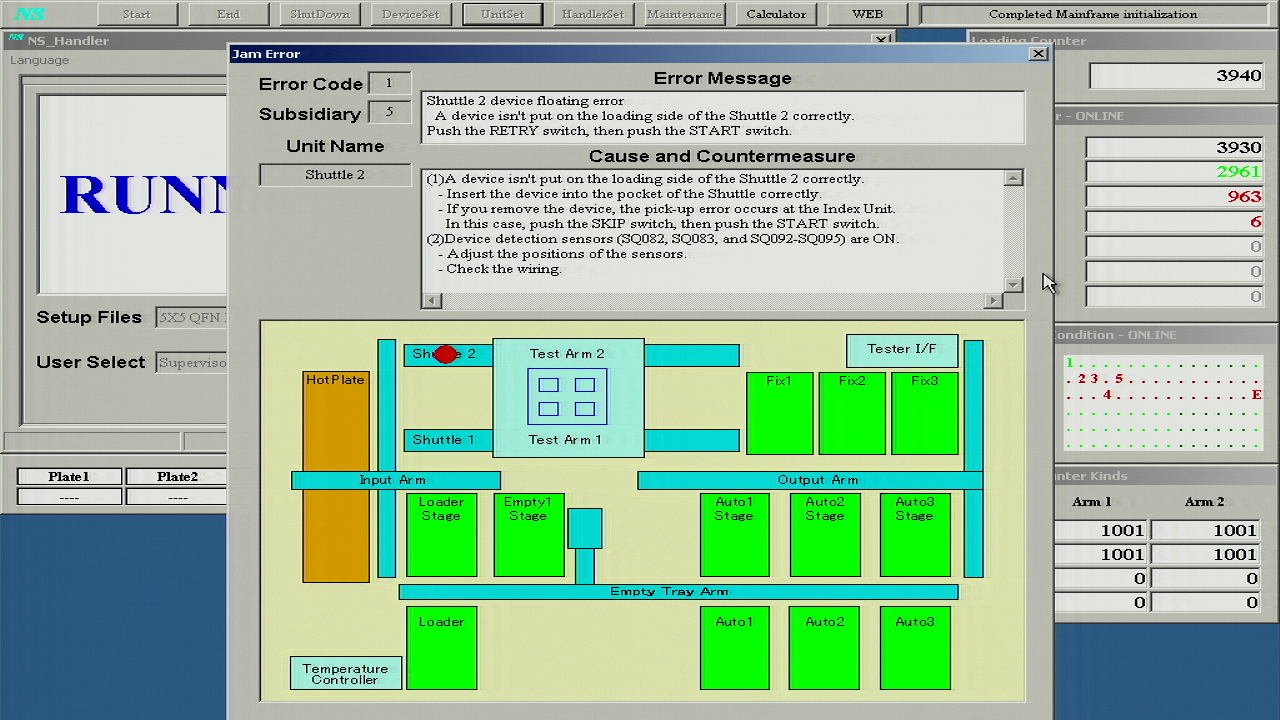 NS
Start
End
ShutDown
DeviceSet
UnitSet
HandlerSet
Maintenance
Calculator
WEB
Completed Mainframe initialization
NS NS_Handler
Language
RUNN
Setup Files
5X5 QFN
User Select
Superviso
Plate1
Plate2
----
----
Jam Error
Error Code
1
Subsidiary
5
Unit Name
Shuttle 2
Error Message
Shuttle 2 device floating error
A device isn't put on the loading side of the Shuttle 2 correctly.
Push the RETRY switch, then push the START switch.
Cause and Countermeasure
(1)A device isn't put on the loading side of the Shuttle 2 correctly.
- Insert the device into the pocket of the Shuttle correctly.
- If you remove the device, the pick-up error occurs at the Index Unit.
In this case, push the SKIP switch, then push the START switch.
(2)Device detection sensors (SQ082, SQ083, and SQ092-SQ095) are ON.
- Adjust the positions of the sensors.
- Check the wiring.
Shu e 2
Test Arm 2
Tester I/F
HotPlate
Fix1
Fix2
Fix3
Shuttle 1
Test Arm 1
Input Arm
Output Arm
Loader
Stage
Empty1
Stage
Auto1
Stage
Auto2
Stage
Auto3
Stage
Empty Tray Arm
Loader
Auto1
Auto2
Auto3
Temperature
Controller
Loading Counter
3940
r - ONLINE
3930
2961
963
6
0
0
0
ondition - ONLINE
1 . . . . . . . . . . . . . . .
. 2 3 . 5 . . . . . . . . . . .
. . . 4 . . . . . . . . . . . E
. . . . . . . . . . . . . . . .
. . . . . . . . . . . . . . . .
. . . . . . . . . . . . . . . .
unter Kinds
Arm 1
Arm 2
1001
1001
1001
1001
0
0
0
0